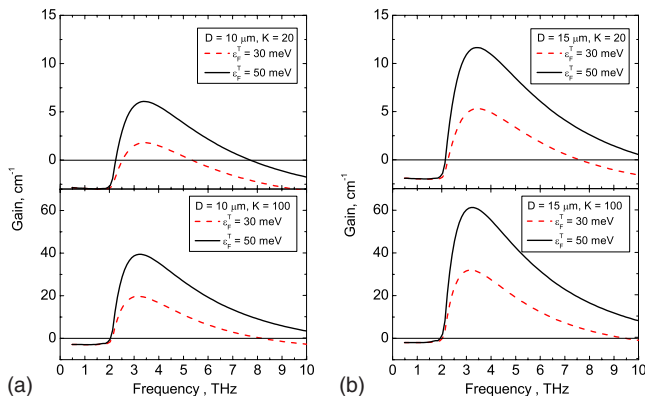 D = 10 μm, K = 20
ε_F^T = 30 meV
ε_F^T = 50 meV
15
10
5
0
D = 10 μm, K = 100
ε_F^T = 30 meV
ε_F^T = 50 meV
60
40
20
0
Gain, cm⁻¹
0 1 2 3 4 5 6 7 8 9 10
Frequency , THz
(a)
D = 15 μm, K = 20
ε_F^T = 30 meV
ε_F^T = 50 meV
15
10
5
0
D = 15 μm, K = 100
ε_F^T = 30 meV
ε_F^T = 50 meV
60
40
20
0
Gain, cm⁻¹
0 1 2 3 4 5 6 7 8 9 10
Frequency , THz
(b)